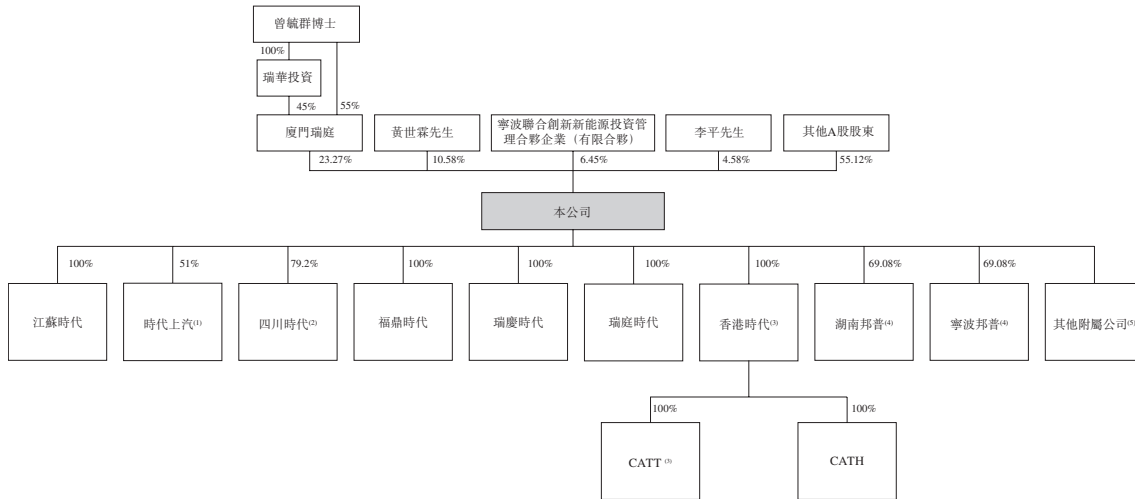 曾毓群博士
100%
瑞華投資
45%
55%
廈門瑞庭
黃世霖先生
寧波聯合創新新能源投資管
理合夥企業（有限合夥）
李平先生
其他A股股東
23.27%
10.58%
6.45%
4.58%
55.12%
本公司
100%
51%
79.2%
100%
100%
100%
100%
69.08%
69.08%
江蘇時代
時代上汽(1)
四川時代(2)
福鼎時代
瑞慶時代
瑞庭時代
香港時代(3)
湖南邦普(4)
寧波邦普(4)
其他附屬公司(5)
100%
100%
CATT (3)
CATH